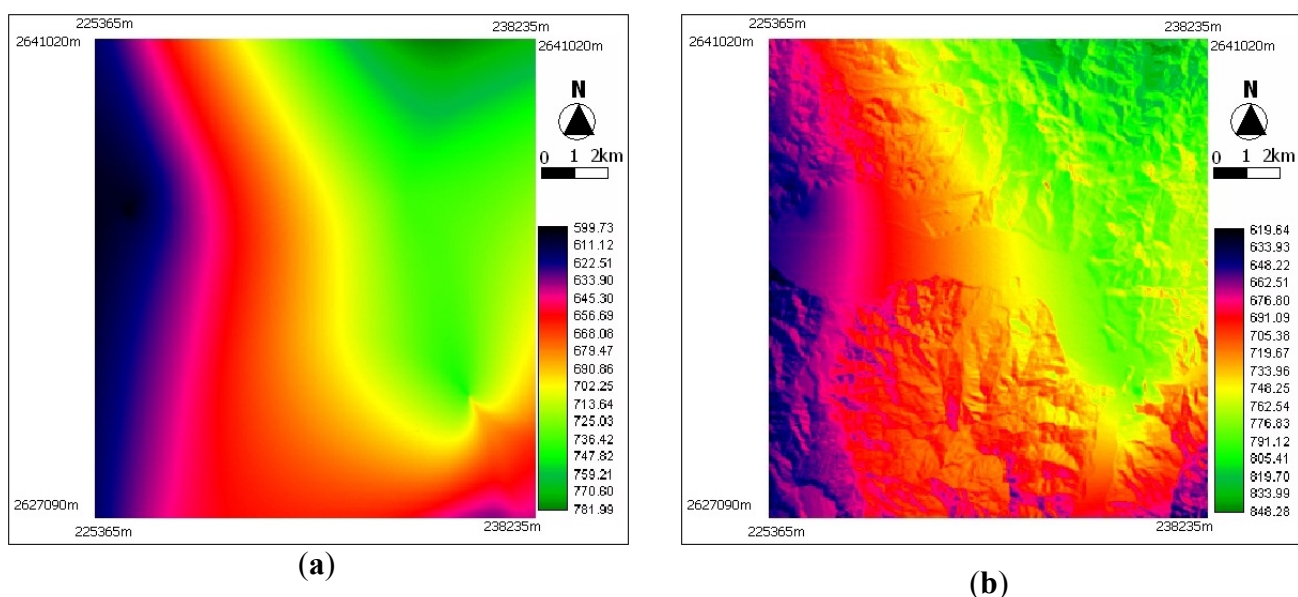 225365m
238235m
2641020m
2641020m
N
0 1 2km
599.73
611.12
622.51
633.90
645.30
656.69
668.08
679.47
690.86
702.25
713.64
725.03
736.42
747.82
759.21
770.60
781.99
2627090m
225365m
238235m
(a)
225365m
238235m
2641020m
2641020m
N
0 1 2km
619.64
633.93
648.22
662.51
676.80
691.09
705.38
719.67
733.96
748.25
762.54
776.83
791.12
805.41
819.70
833.99
848.28
2627090m
225365m
238235m
(b)